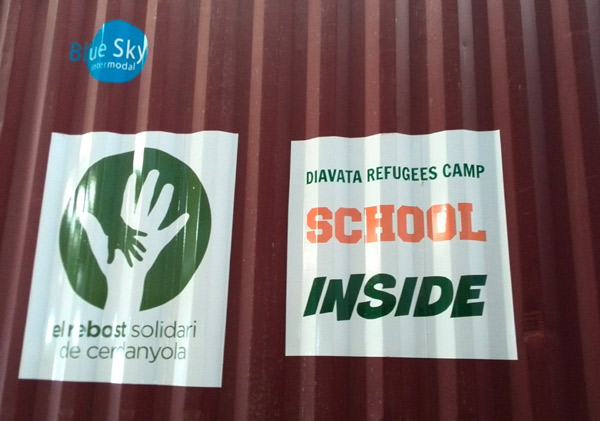 Blue Sky
intermodal
el rebost solidari
de cerdanyola
DIAVATA REFUGEES CAMP
SCHOOL
INSIDE